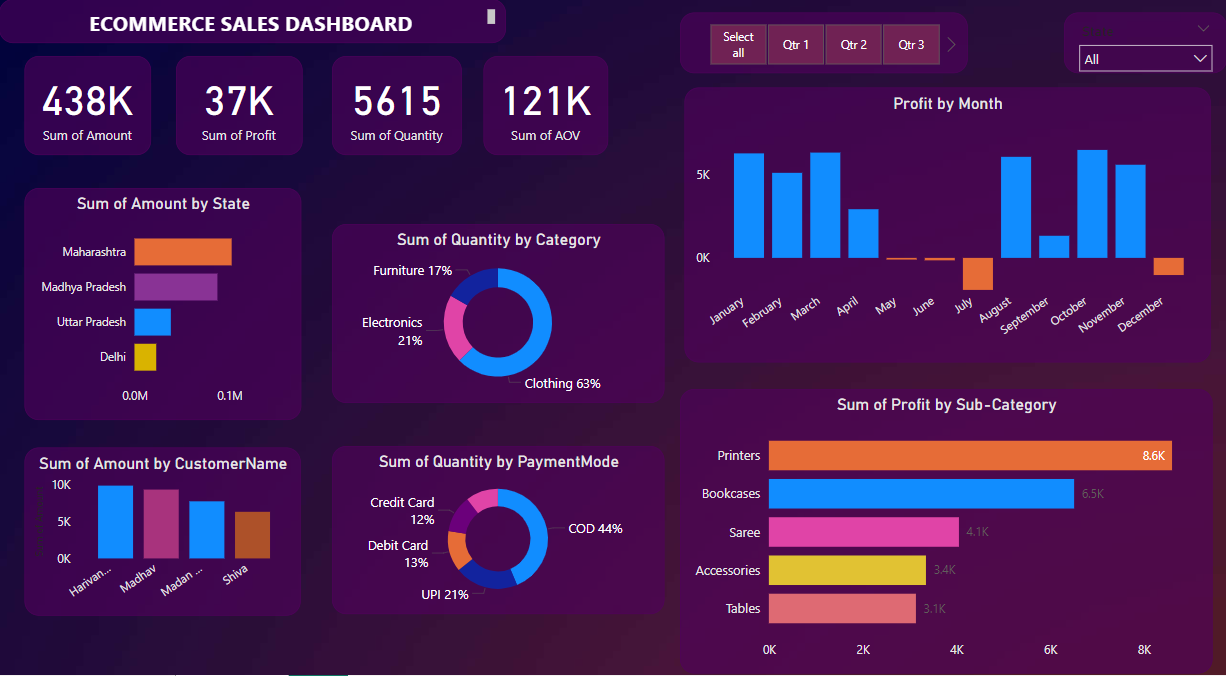 ECOMMERCE SALES DASHBOARD
Select
all
Qtr 1
Qtr 2
Qtr 3
All
438K
Sum of Amount
37K
Sum of Profit
5615
Sum of Quantity
121K
Sum of AOV
Profit by Month
5K
0K
January
February
March
April
May
June
July
August
September
October
November
December
Sum of Amount by State
Maharashtra
Madhya Pradesh
Uttar Pradesh
Delhi
0.0M
0.1M
Sum of Quantity by Category
Furniture 17%
Electronics
21%
Clothing 63%
Sum of Profit by Sub-Category
Printers
8.6K
Bookcases
6.5K
Saree
4.1K
Accessories
3.4K
Tables
3.1K
0K
2K
4K
6K
8K
Sum of Amount by CustomerName
10K
5K
0K
Harivan...
Madhav
Madan ...
Shiva
Sum of Quantity by PaymentMode
Credit Card
12%
COD 44%
Debit Card
13%
UPI 21%